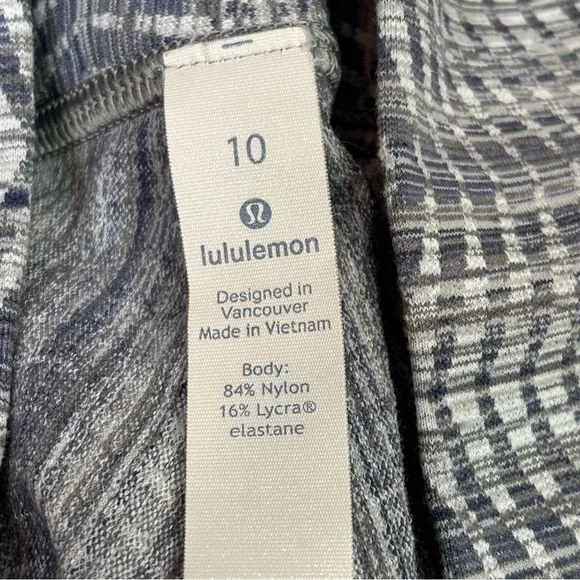 10
lululemon
Designed in
Vancouver
Made in Vietnam
Body:
84% Nylon
16% Lycra®
elastane